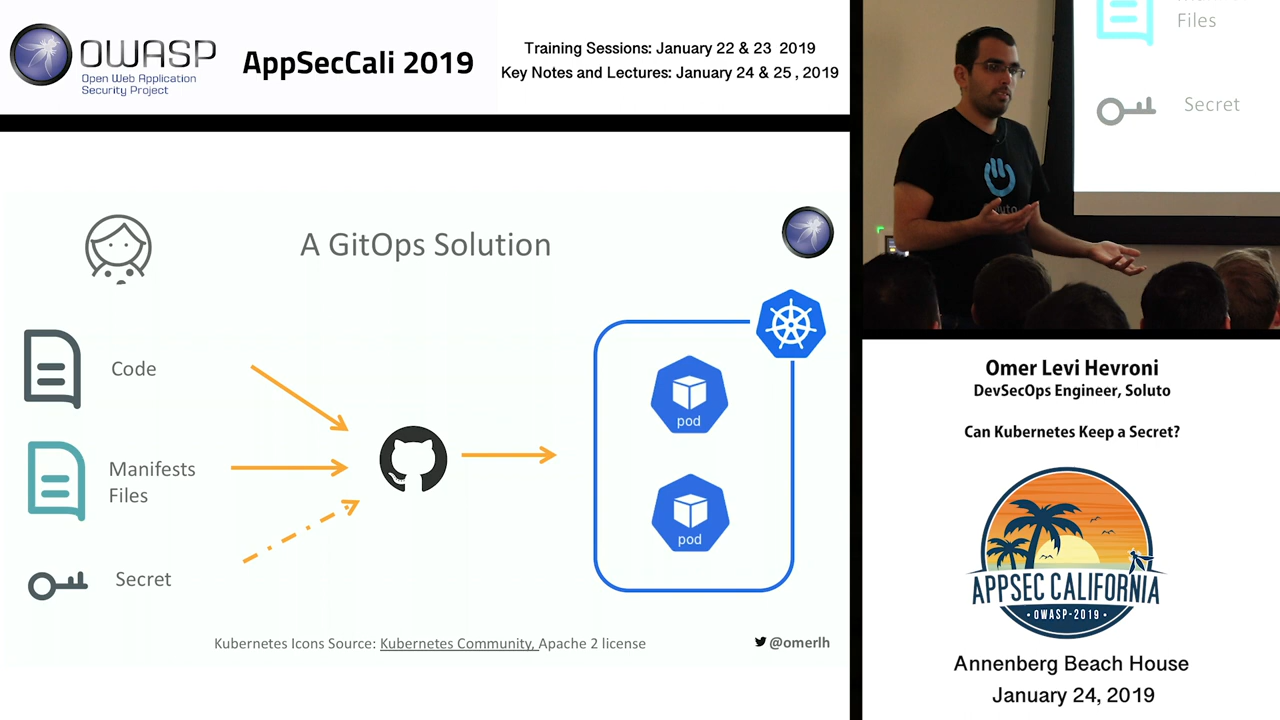 OWASP
Open Web Application
Security Project
AppSecCali 2019
Training Sessions: January 22 & 23 2019
Key Notes and Lectures: January 24 & 25, 2019
A GitOps Solution
Code
Manifests
Files
Secret
pod
pod
Kubernetes Icons Source: Kubernetes Community, Apache 2 license
@omerlh
Files
Secret
Omer Levi Hevroni
DevSecOps Engineer, Soluto
Can Kubernetes Keep a Secret?
APPSEC CALIFORNIA
·OWASP-2019·
Annenberg Beach House
January 24, 2019